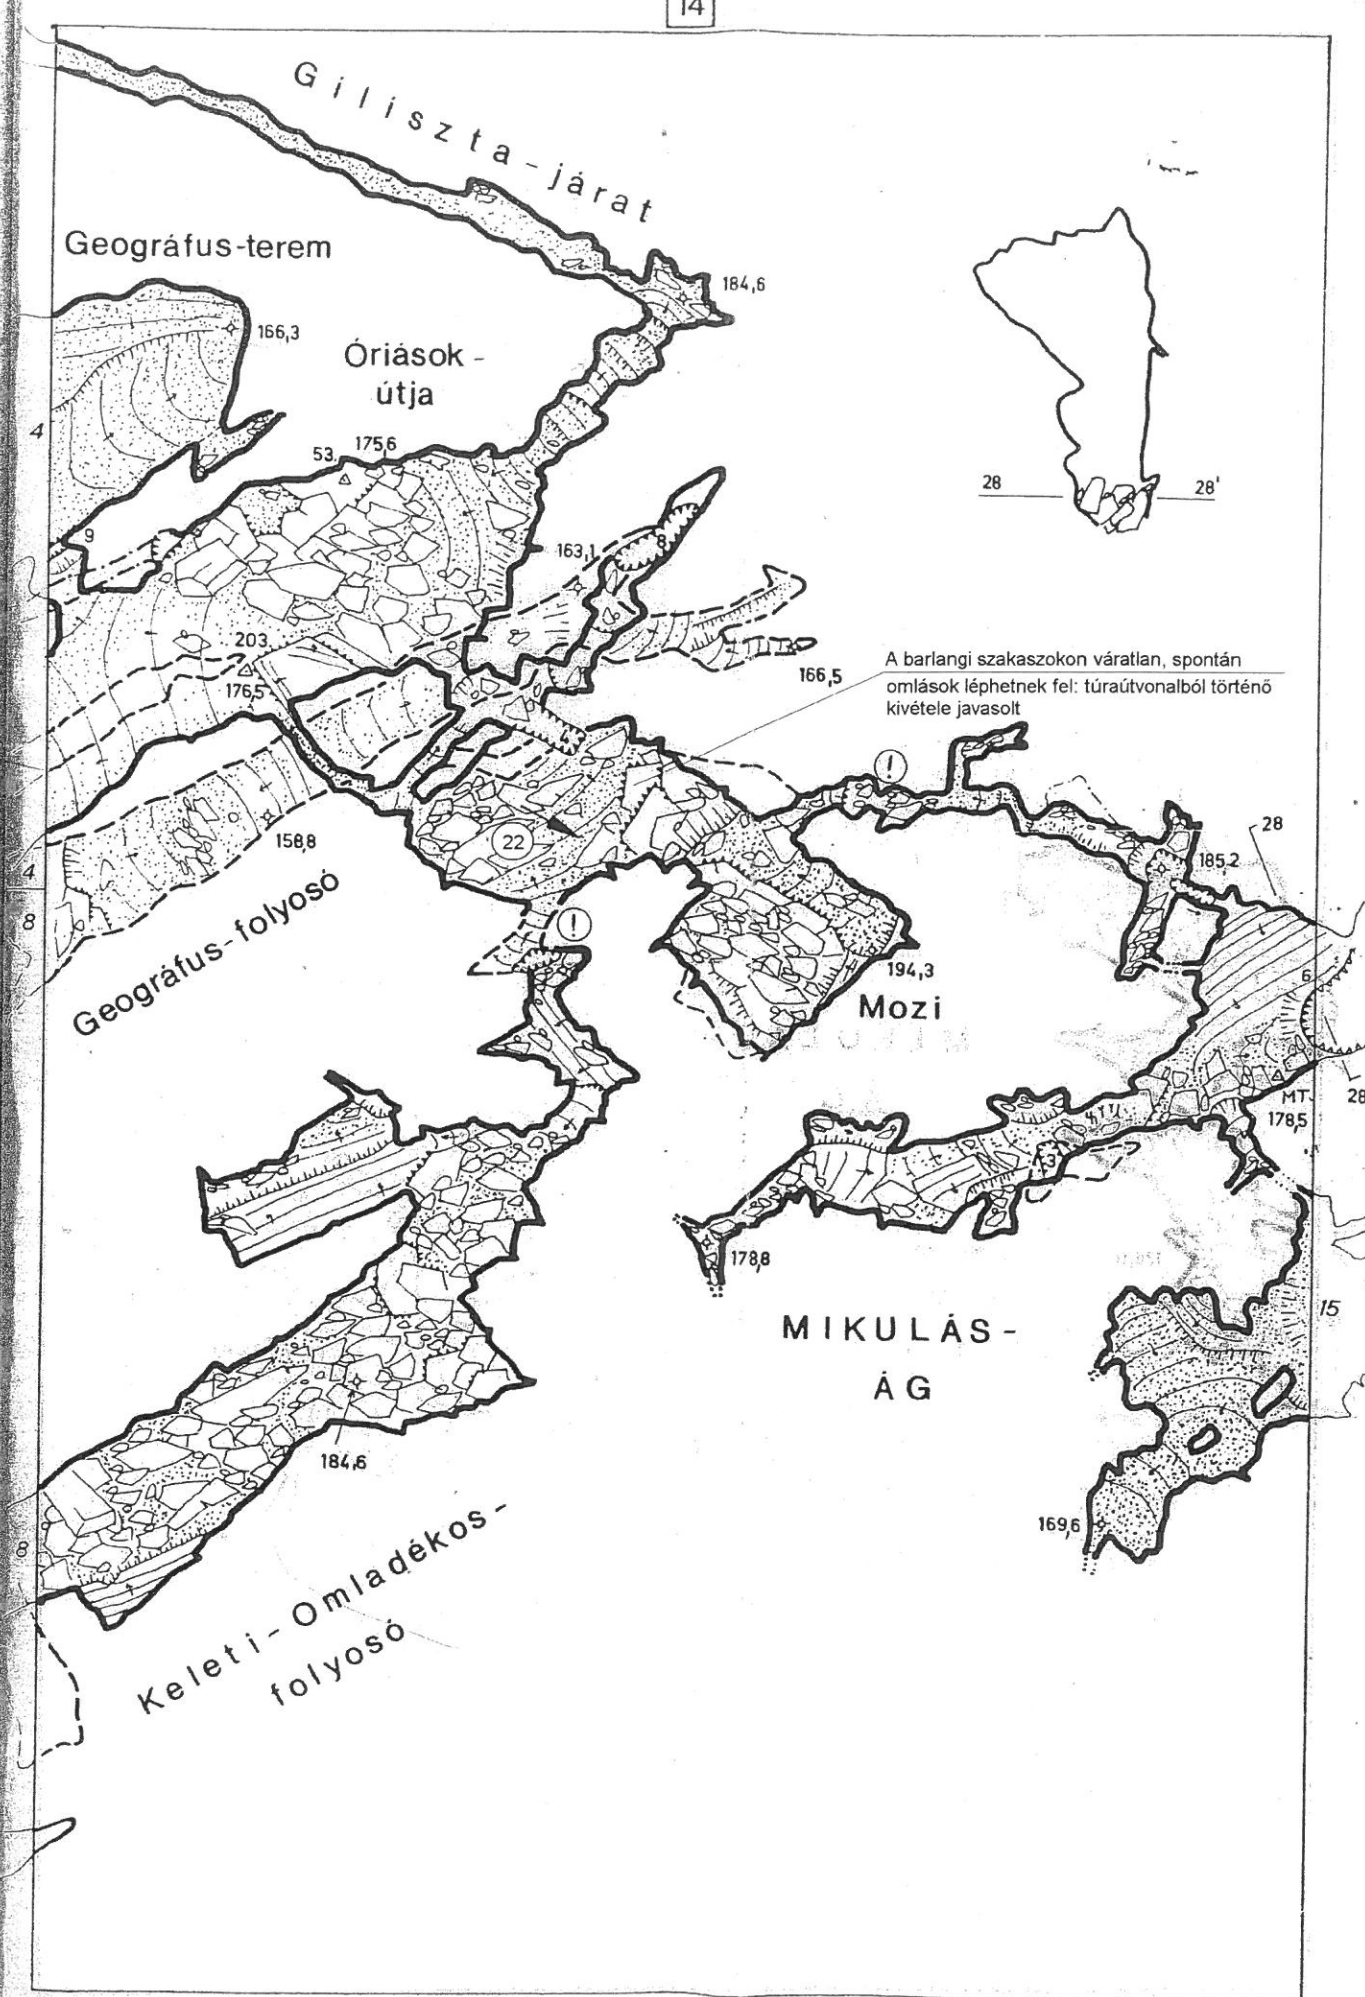 14
Giliszta-járat
Geográfus-terem
184,6
166,3
Óriások-
útja
4
53.
175,6
28
28'
9
163,1
8
203.
176,5
166,5
A barlangi szakaszokon váratlan, spontán
omlások léphetnek fel: túraútvonalból történő
kivétele javasolt
4
!
22
28
158,8
185,2
4
8
!
Geográfus-folyosó
194,3
6
Mozi
MT.
178,5
28
3
178,8
15
MIKULÁS-
ÁG
184,6
169,6
8
Keleti-Omladékos-
folyosó